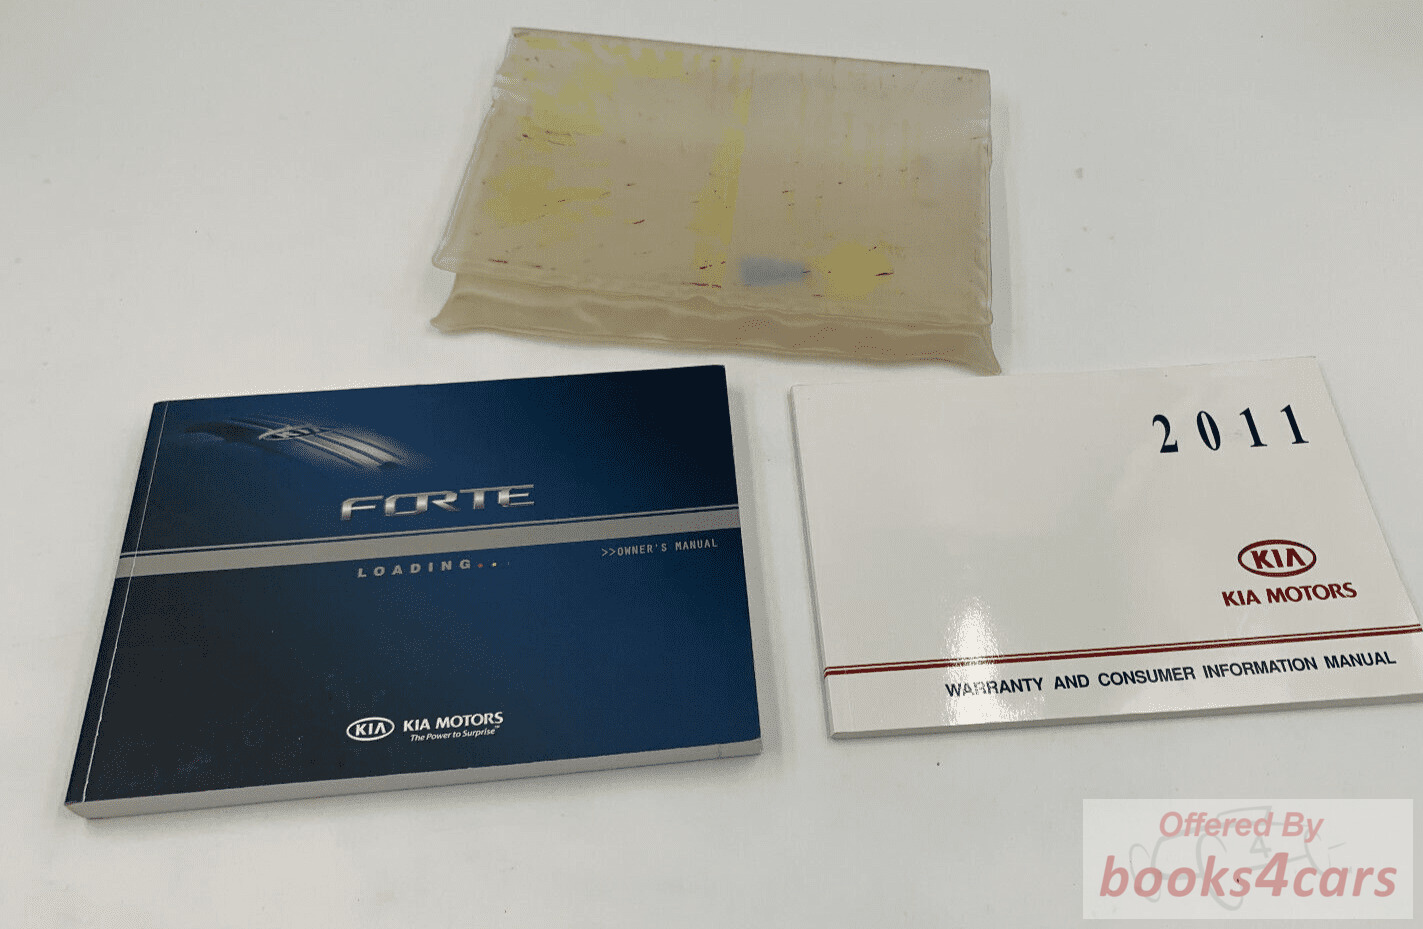 FORTE
>>OWNER'S MANUAL
LOADING...
KIA KIA MOTORS
The Power to Surprise™
2011
KIA
KIA MOTORS
WARRANTY AND CONSUMER INFORMATION MANUAL
Offered By
books4cars